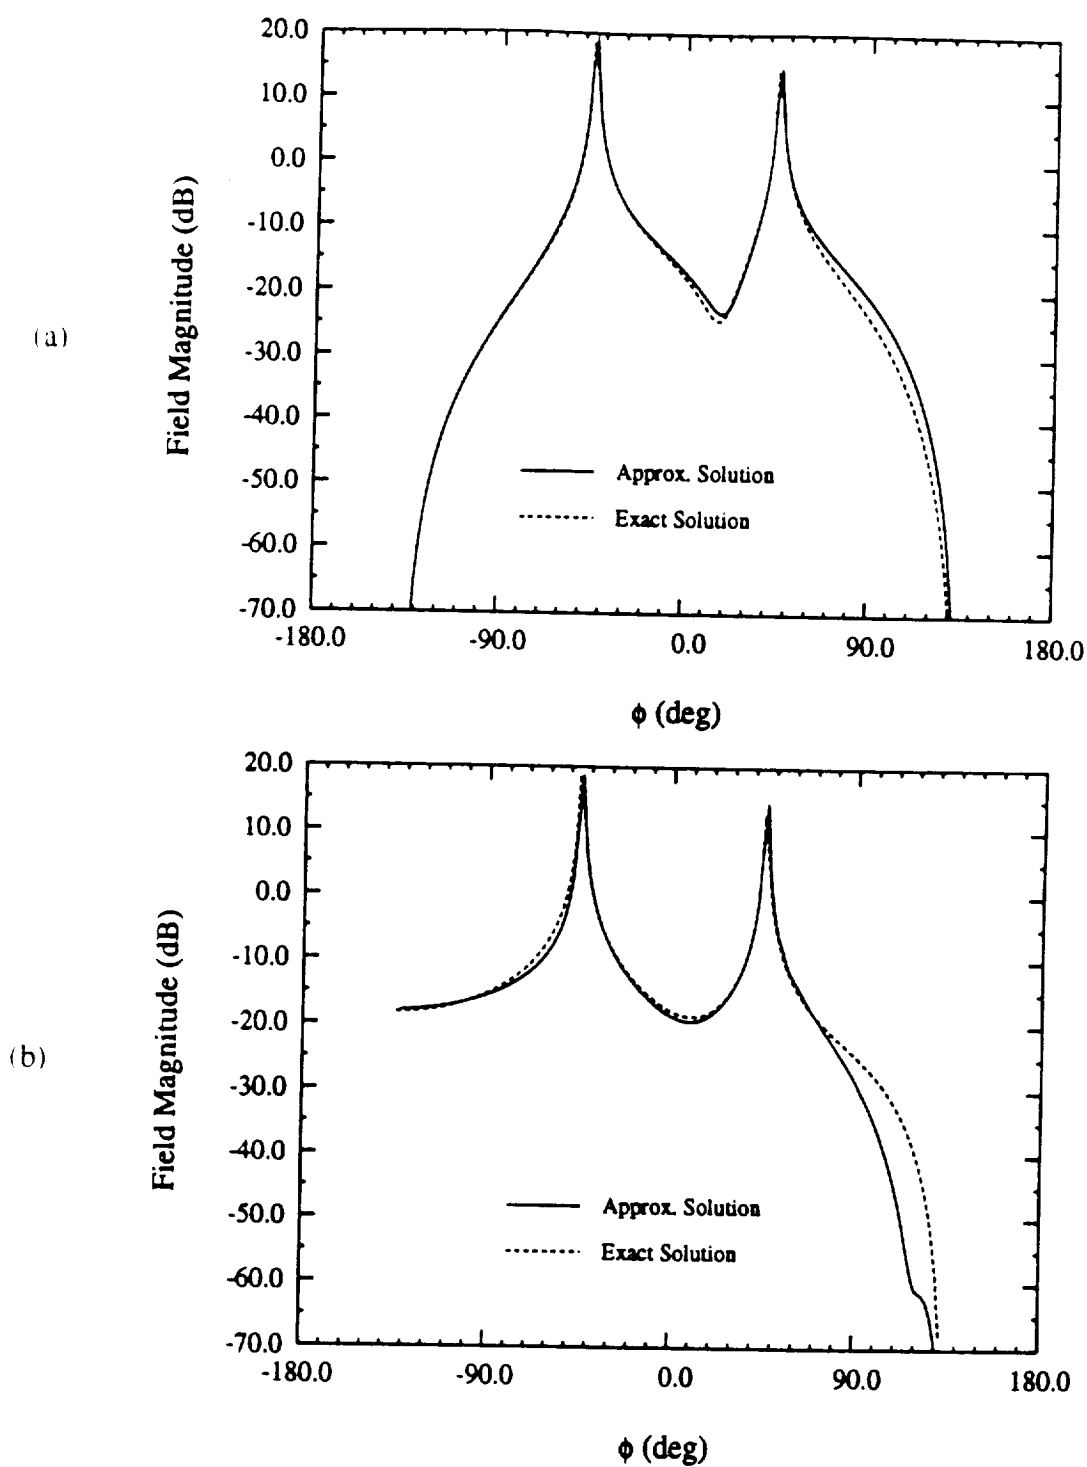 (a)
Field Magnitude (dB)
20.0
10.0
0.0
-10.0
-20.0
-30.0
-40.0
-50.0
-60.0
-70.0
Approx. Solution
Exact Solution
-180.0 -90.0 0.0 90.0 180.0
ϕ (deg)
(b)
Field Magnitude (dB)
20.0
10.0
0.0
-10.0
-20.0
-30.0
-40.0
-50.0
-60.0
-70.0
Approx. Solution
Exact Solution
-180.0 -90.0 0.0 90.0 180.0
ϕ (deg)